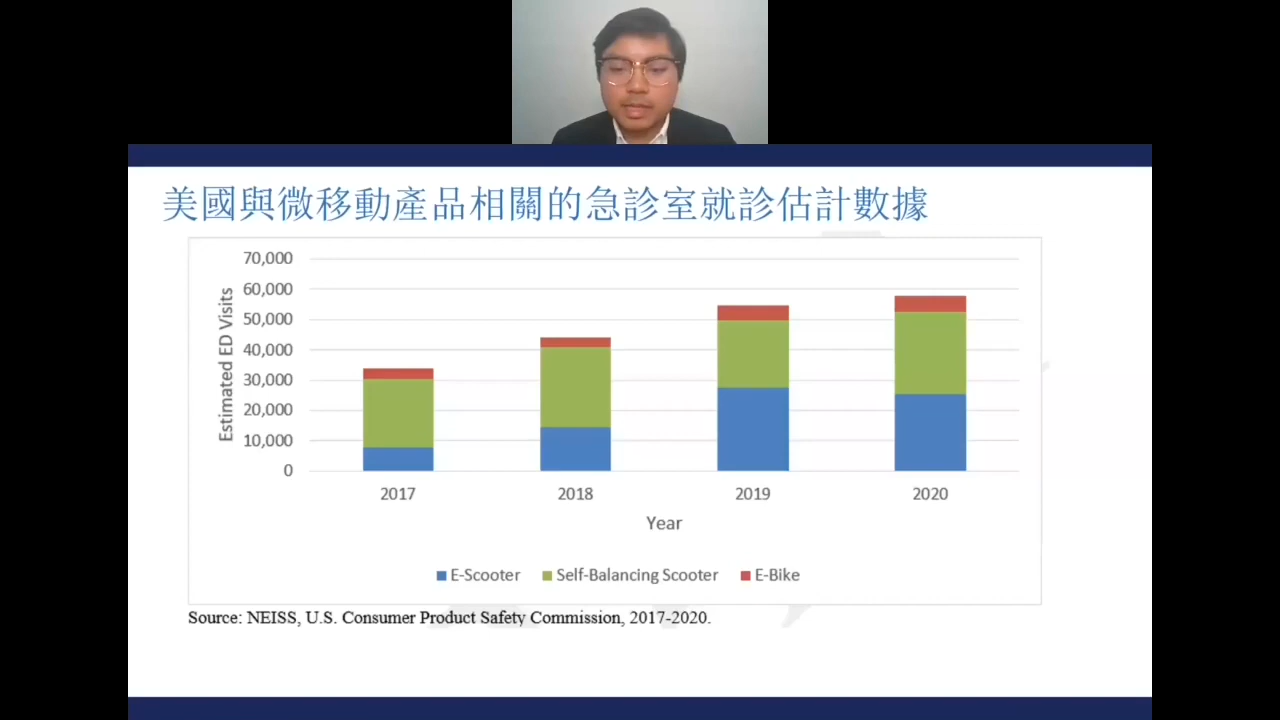 美國與微移動產品相關的急診室就診估計數據
70,000
60,000
50,000
40,000
30,000
20,000
10,000
0
Estimated ED Visits
2017 2018 2019 2020
Year
E-Scooter Self-Balancing Scooter E-Bike
Source: NEISS, U.S. Consumer Product Safety Commission, 2017-2020.